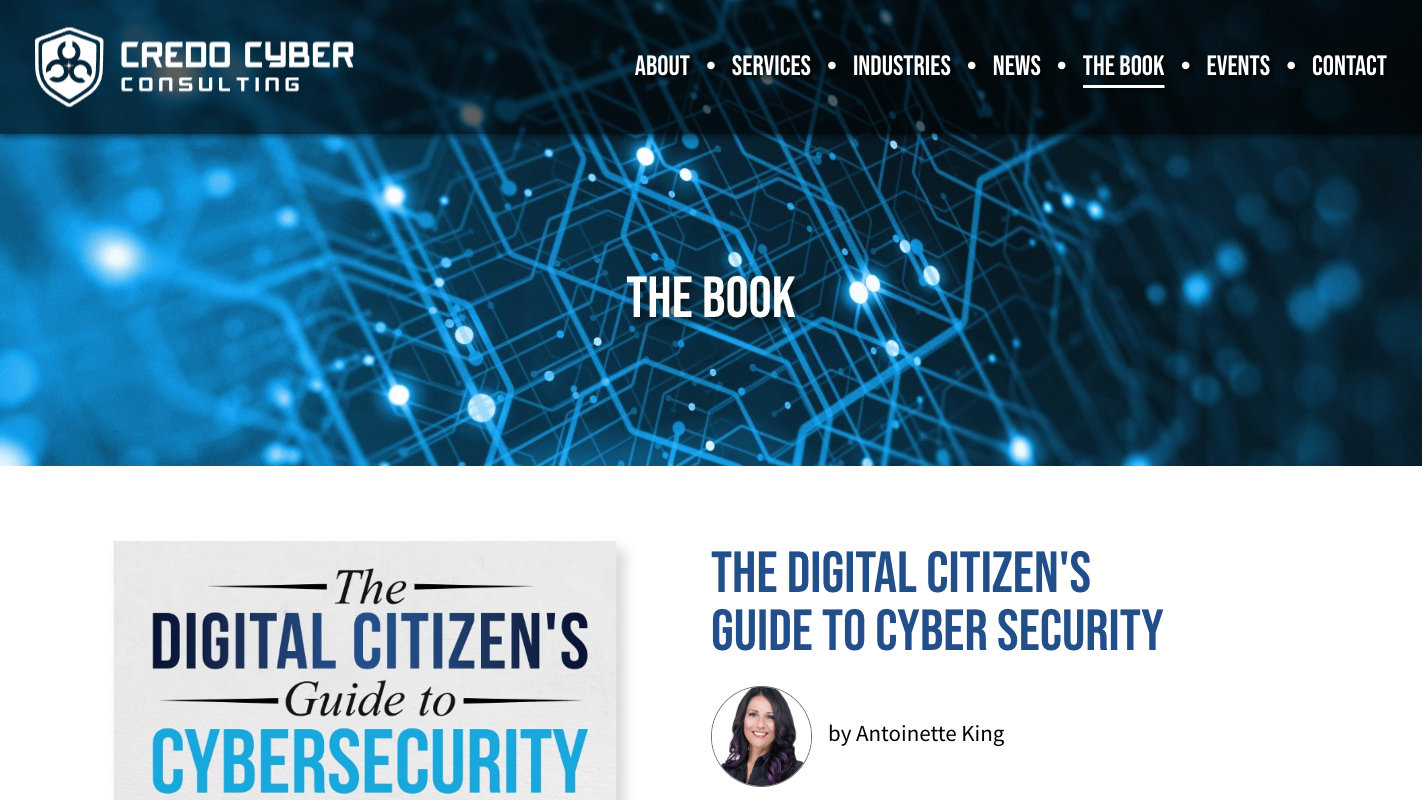 CREDO CYBER
CONSULTING
ABOUT • SERVICES • INDUSTRIES • NEWS • THE BOOK • EVENTS • CONTACT
THE BOOK
The
DIGITAL CITIZEN'S
Guide to
CYBERSECURITY
THE DIGITAL CITIZEN'S
GUIDE TO CYBER SECURITY
by Antoinette King